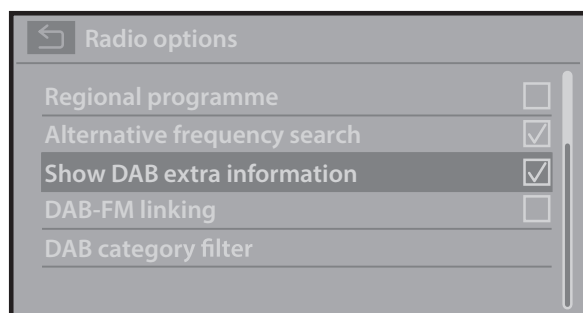 Radio options
Regional programme
Alternative frequency search
Show DAB extra information
DAB-FM linking
DAB category filter